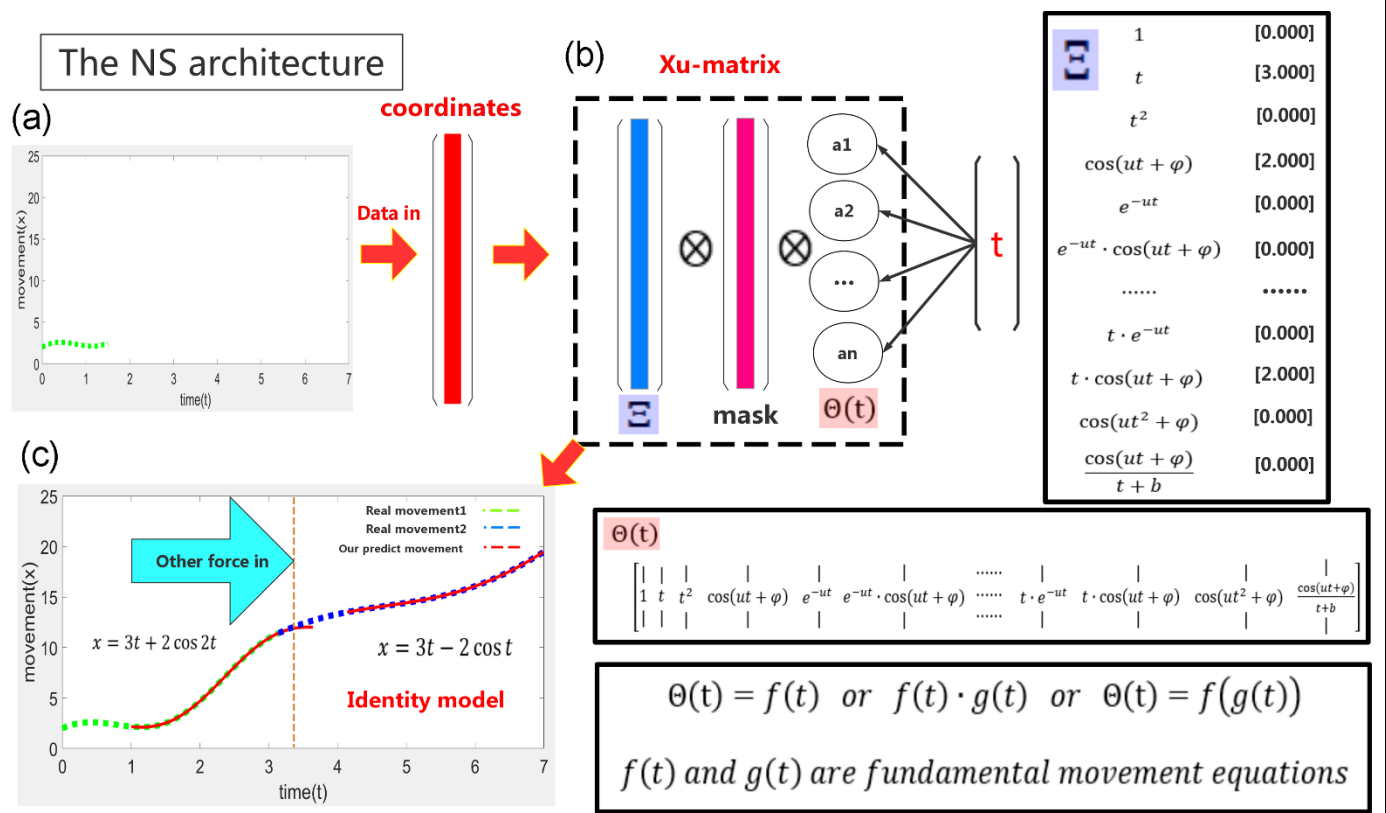 The NS architecture
(a)
movement(x)
25
20
15
10
5
0
0 1 2 3 4 5 6 7
time(t)
Data in
coordinates
(b)
Xu-matrix
Ξ
⊗
mask
⊗
a1
a2
...
an
Θ(t)
t
Ξ
1 [0.000]
t [3.000]
t² [0.000]
cos(ut + φ) [2.000]
e^{-ut} [0.000]
e^{-ut} · cos(ut + φ) [0.000]
...... ......
t · e^{-ut} [0.000]
t · cos(ut + φ) [2.000]
cos(ut² + φ) [0.000]
cos(ut + φ)/(t + b) [0.000]
(c)
movement(x)
25
20
15
10
5
0
0 1 2 3 4 5 6 7
time(t)
Other force in
Real movement1
Real movement2
Our predict movement
x = 3t + 2 cos 2t
x = 3t − 2 cos t
Identity model
Θ(t)
| | | | | | ...... | | | |
1 t t² cos(ut + φ) e^{-ut} e^{-ut} · cos(ut + φ) ...... t · e^{-ut} t · cos(ut + φ) cos(ut² + φ) cos(ut+φ)/(t+b)
| | | | | | ...... | | | |
Θ(t) = f(t) or f(t) · g(t) or Θ(t) = f(g(t))
f(t) and g(t) are fundamental movement equations